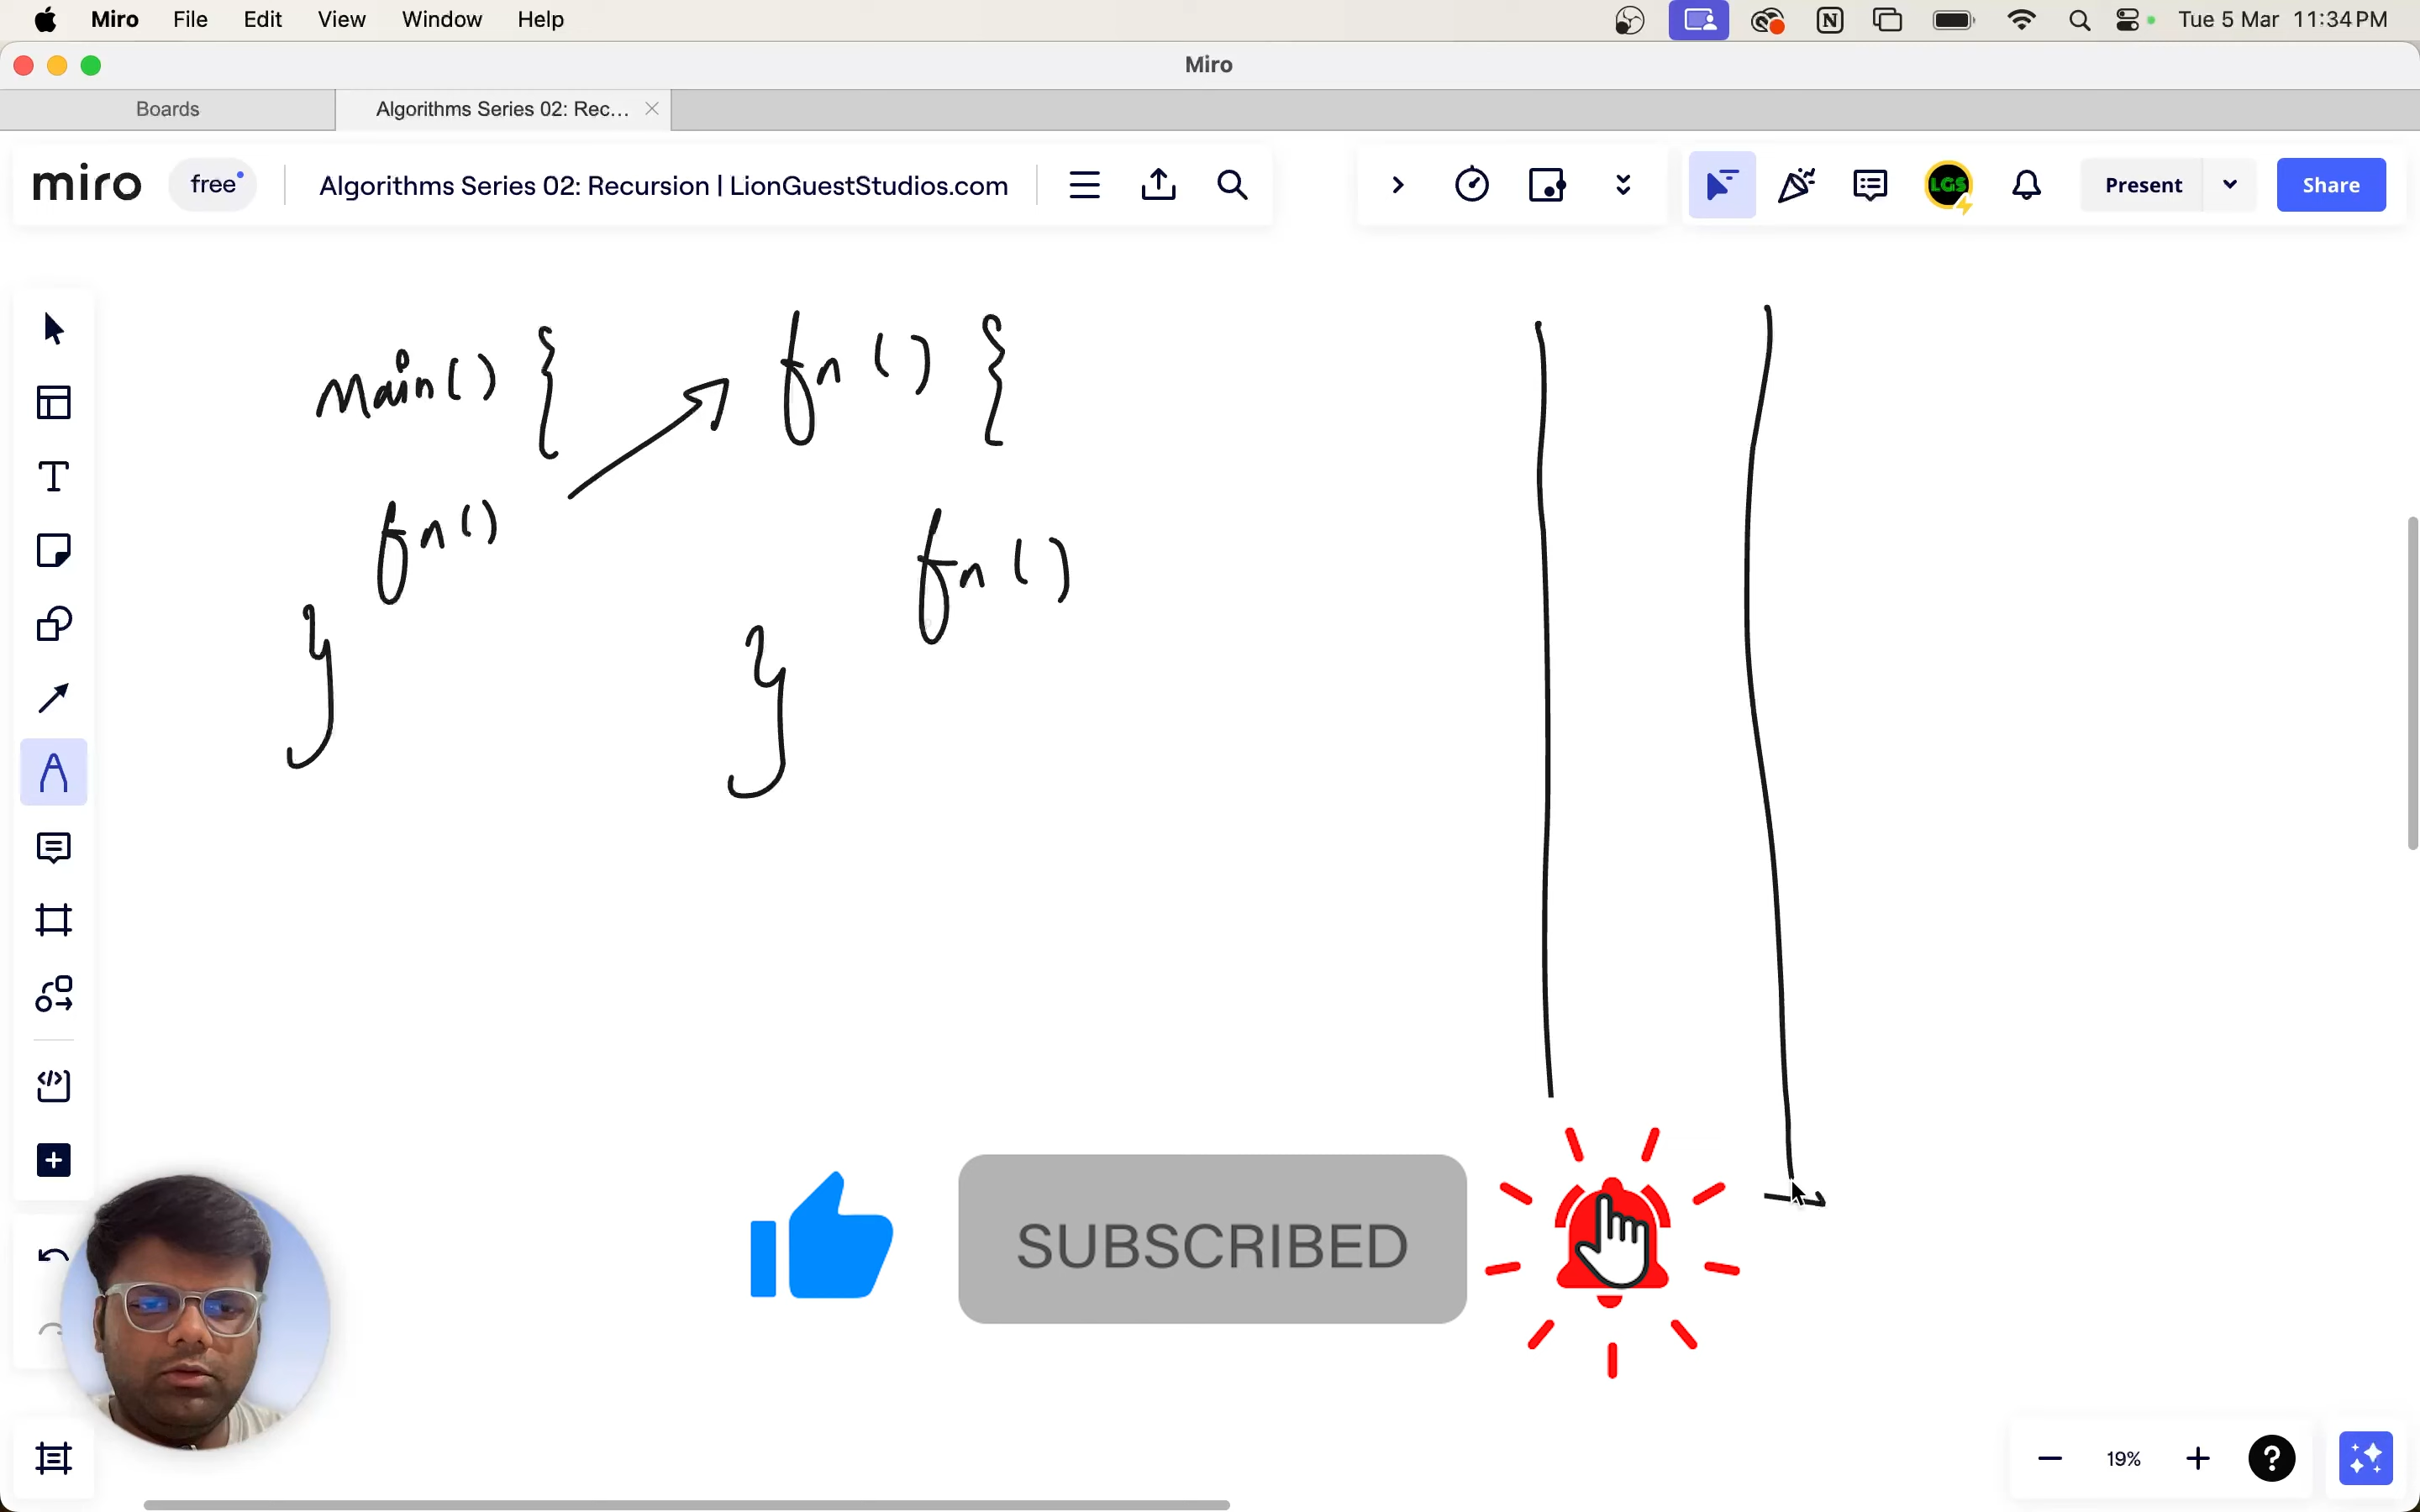 Miro File Edit View Window Help Tue 5 Mar 11:34 PM
Miro
Boards Algorithms Series 02: Rec...
miro free Algorithms Series 02: Recursion | LionGuestStudios.com LGS Present Share
main() { fn() {
fn() fn()
} }
SUBSCRIBED
19%